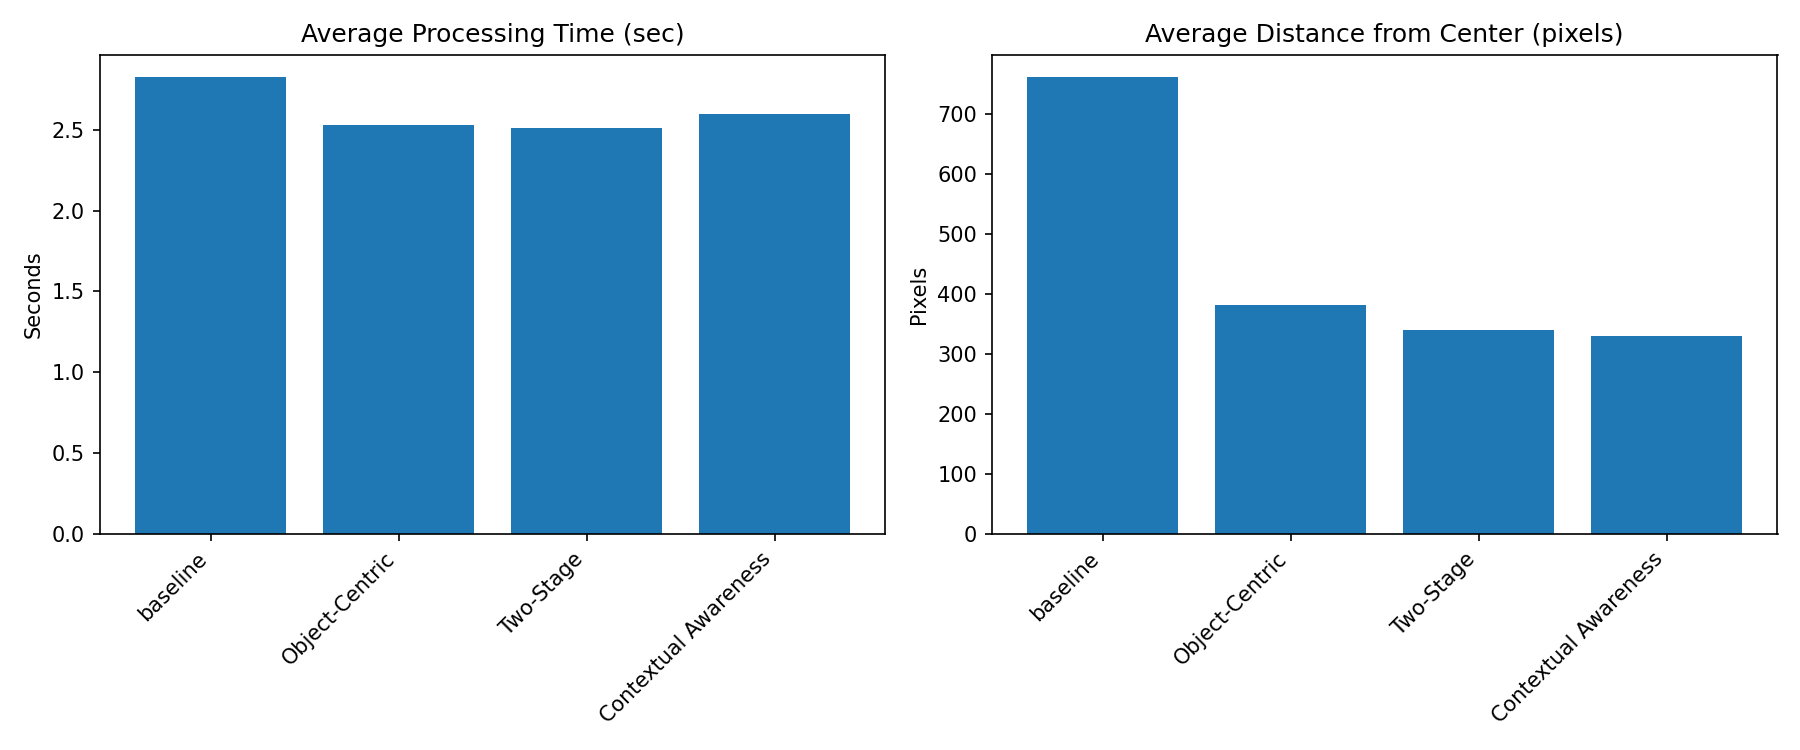 Average Processing Time (sec)
Seconds
2.5
2.0
1.5
1.0
0.5
0.0
baseline
Object-Centric
Two-Stage
Contextual Awareness
Average Distance from Center (pixels)
Pixels
700
600
500
400
300
200
100
0
baseline
Object-Centric
Two-Stage
Contextual Awareness